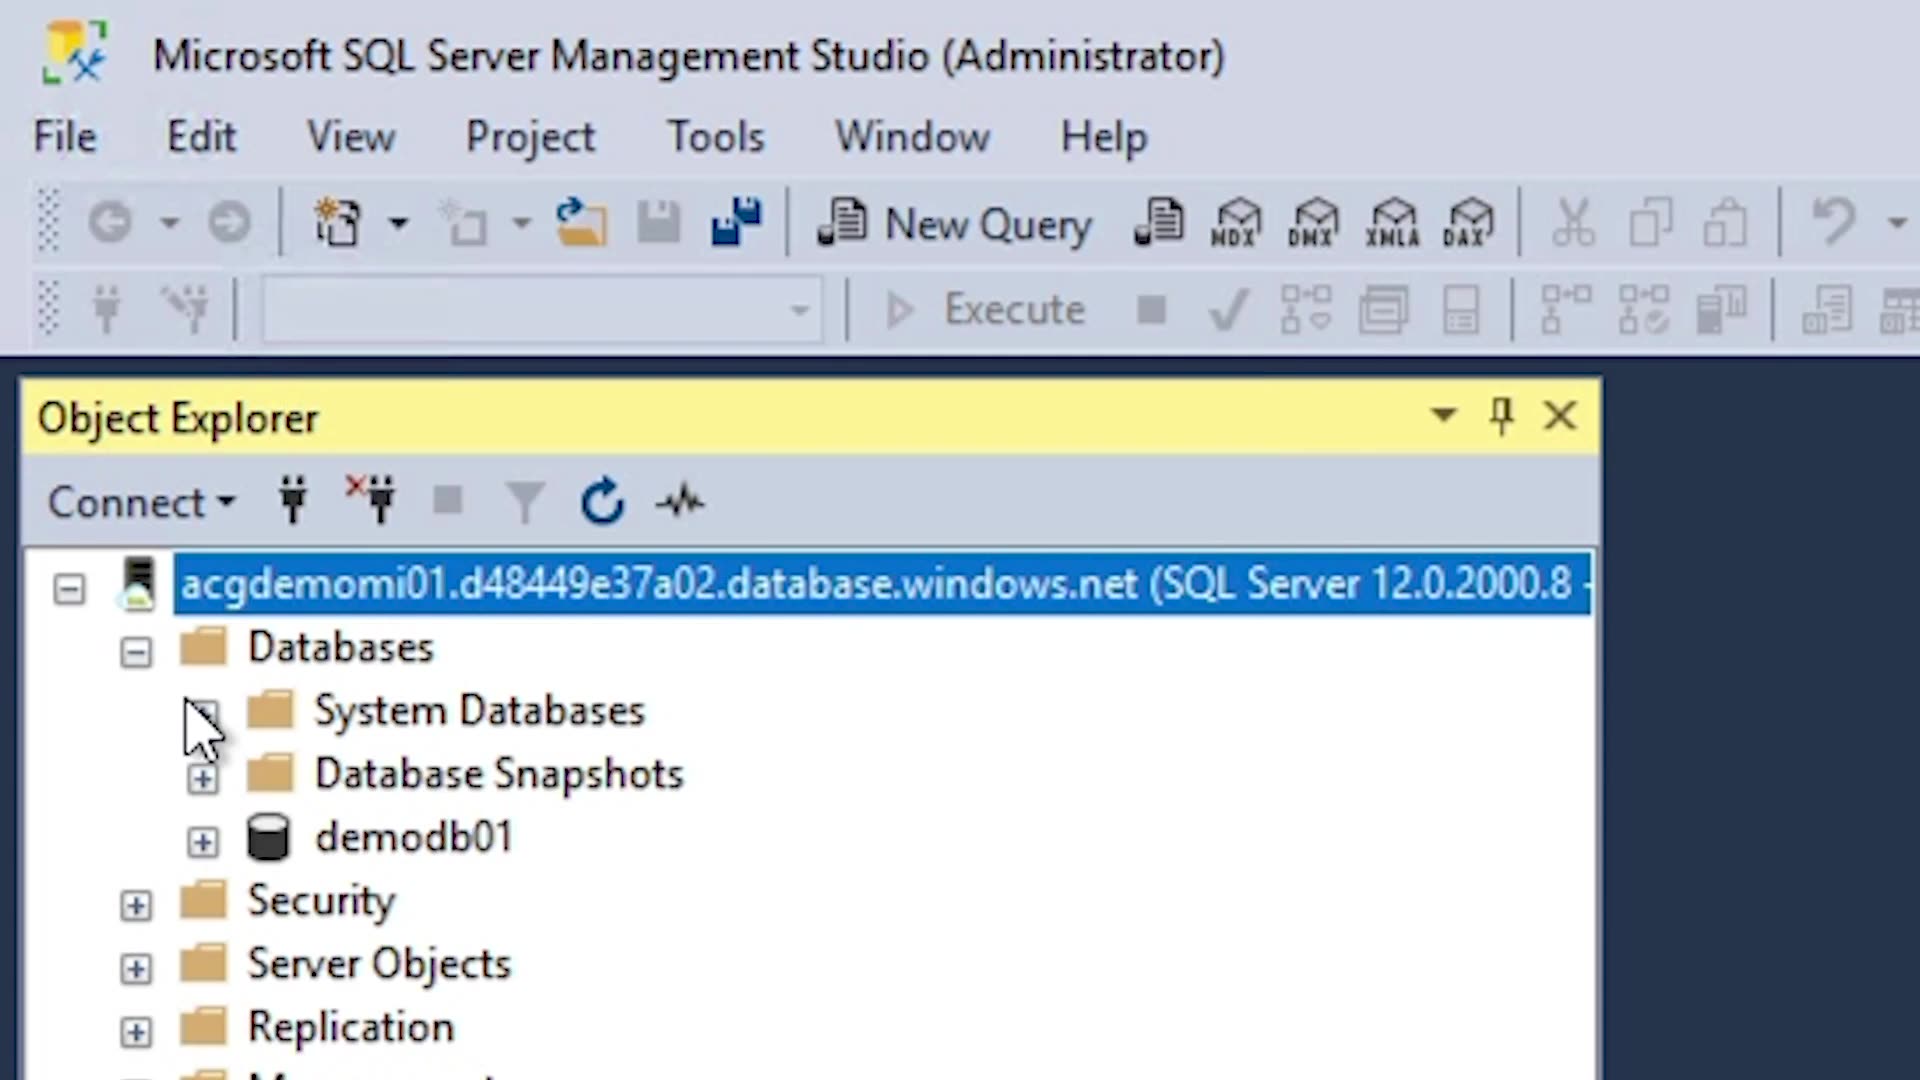 Microsoft SQL Server Management Studio (Administrator)
File Edit View Project Tools Window Help
New Query MDX DMX XMLA DAX
Execute
Object Explorer
Connect
acgdemomi01.d48449e37a02.database.windows.net (SQL Server 12.0.2000.8 -
Databases
System Databases
Database Snapshots
demodb01
Security
Server Objects
Replication